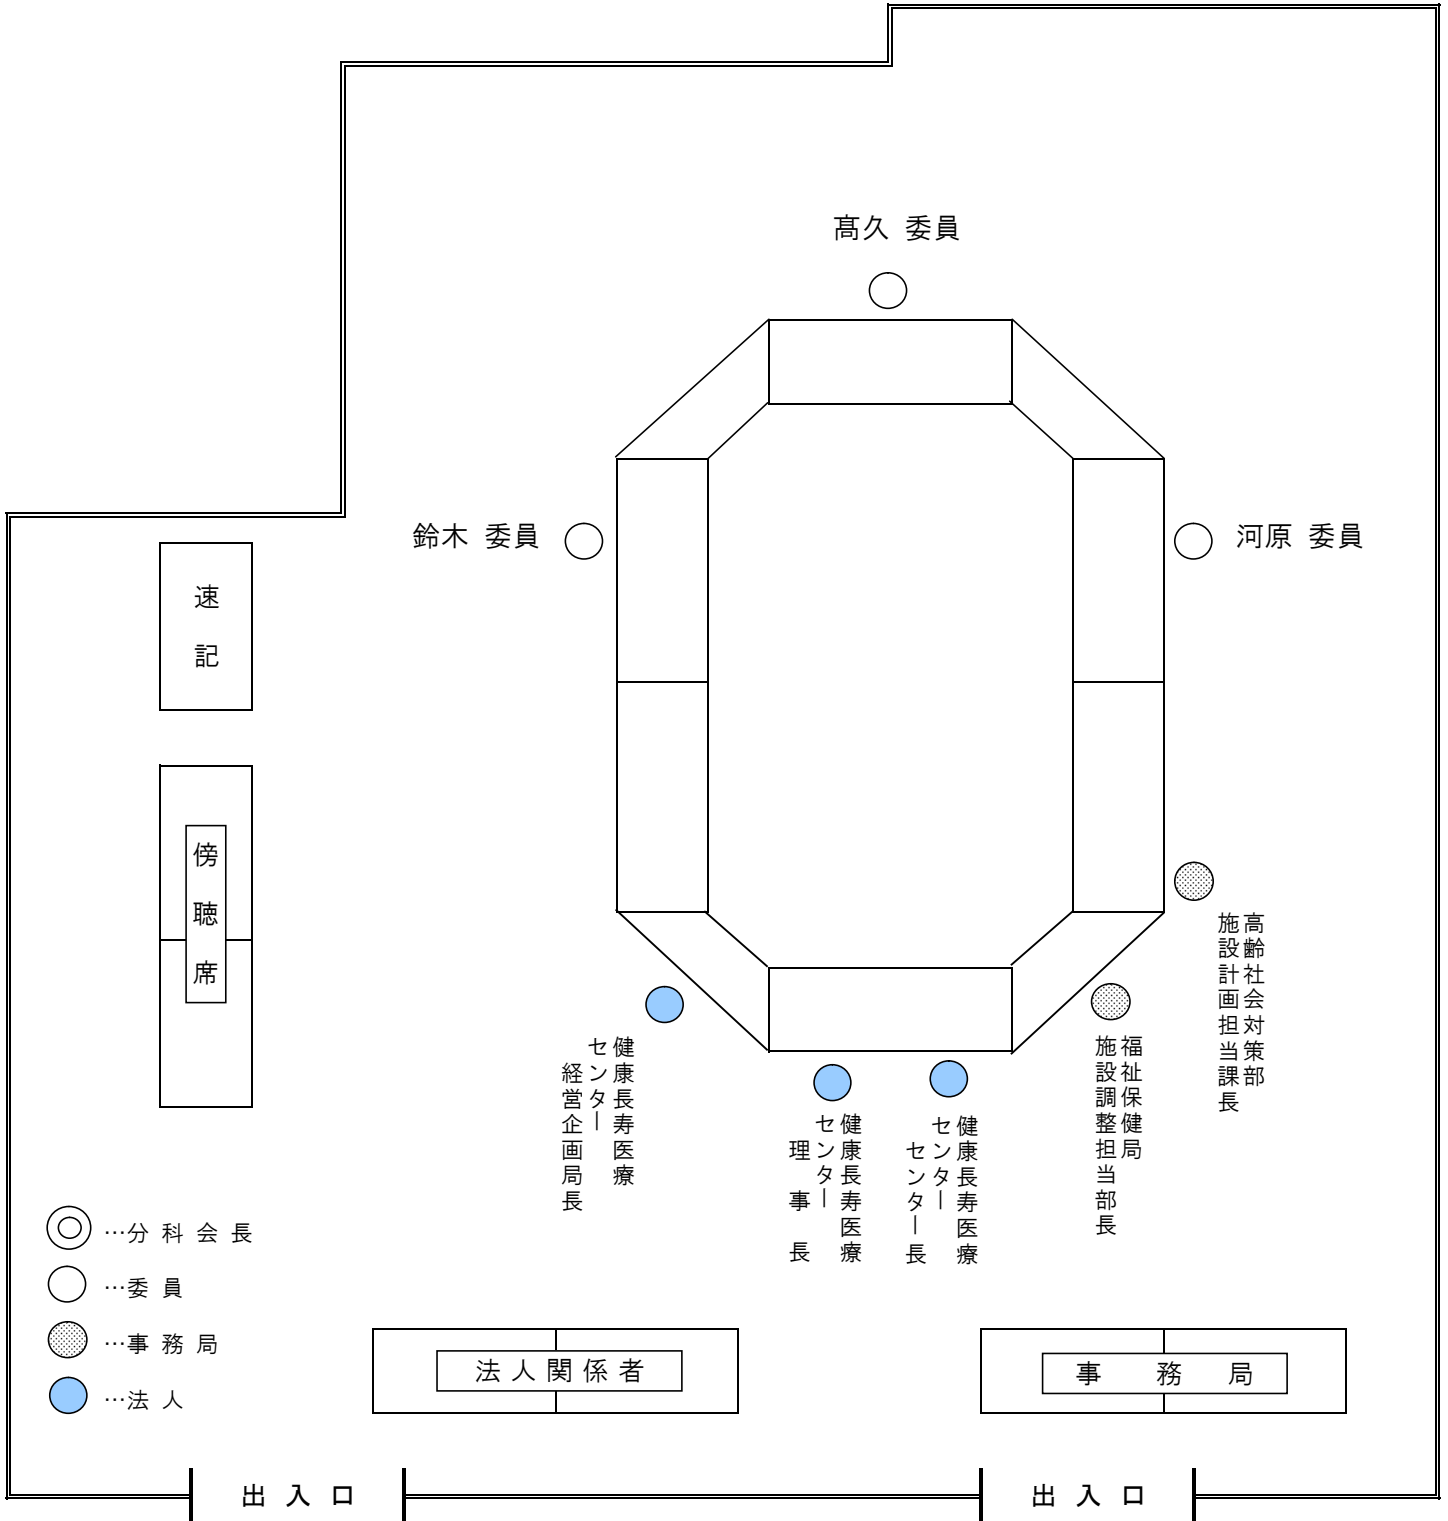 髙久 委員
鈴木 委員
河原 委員
速記
傍聴席
高齢社会対策部
施設計画担当課長
福祉保健局
施設調整担当部長
健康長寿医療
センター
センター長
健康長寿医療
センター
理事長
健康長寿医療
センター
経営企画局長
…分科会長
…委員
…事務局
…法人
法人関係者
事務局
出入口
出入口